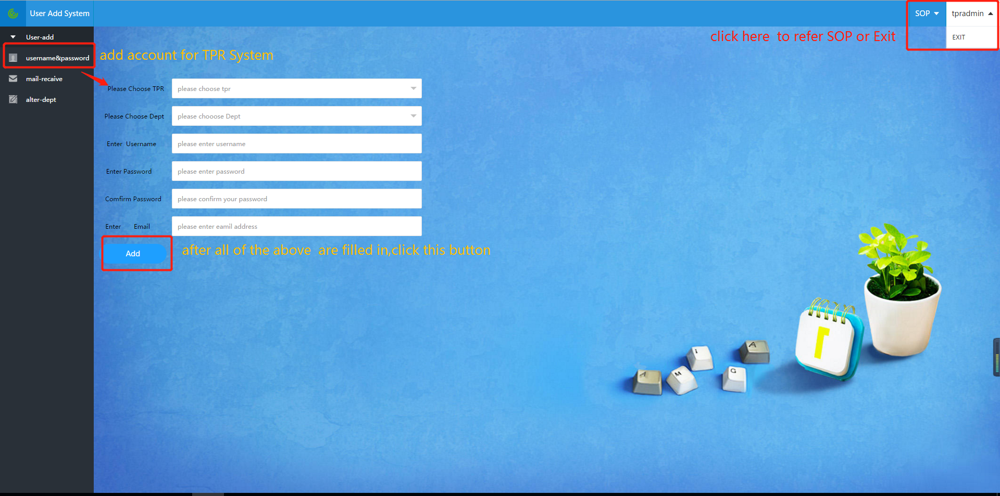 User Add System
SOP
tpradmin
EXIT
click here  to refer SOP or Exit
User-add
username&password
mail-recaive
alter-dept
add account for TPR System
Please Choose TPR
please choose tpr
Please Choose Dept
please chooose Dept
Enter  Username
please enter username
Enter Password
please enter password
Comfirm Password
please confirm your password
Enter Email
please enter eamil address
Add
after all of the above  are filled in,click this button
I
A
A
M
G
1